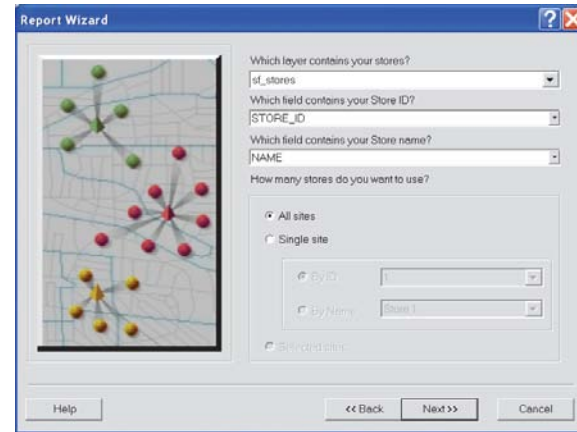 Report Wizard
Which layer contains your stores?
sf_stores
Which field contains your Store ID?
STORE_ID
Which field contains your Store name?
NAME
How many stores do you want to use?
All sites
Single site
By ID
1
By Name
Store 1
Selected sites
Help
<< Back
Next >>
Cancel